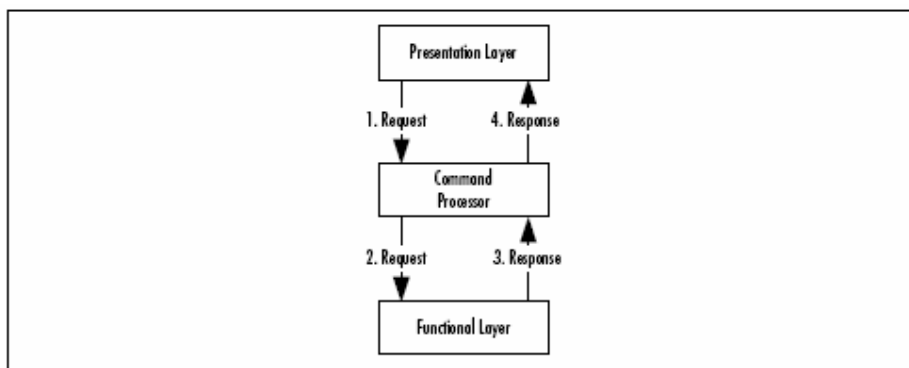 Presentation Layer
1. Request
4. Response
Command
Processor
2. Request
3. Response
Functional Layer